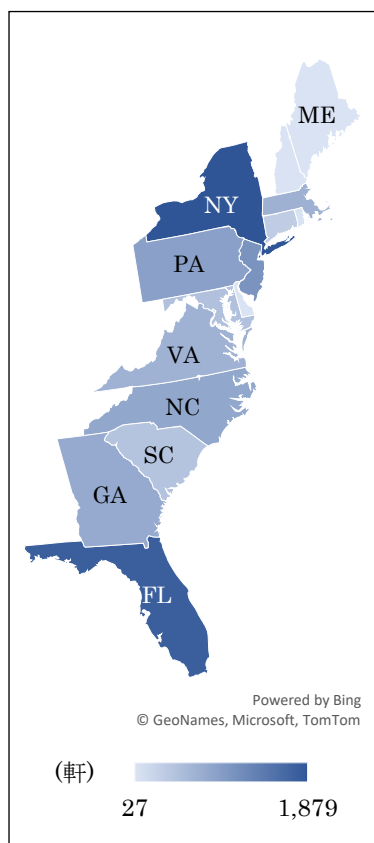 ME
NY
PA
VA
NC
SC
GA
FL
Powered by Bing
© GeoNames, Microsoft, TomTom
(軒)
27 1,879